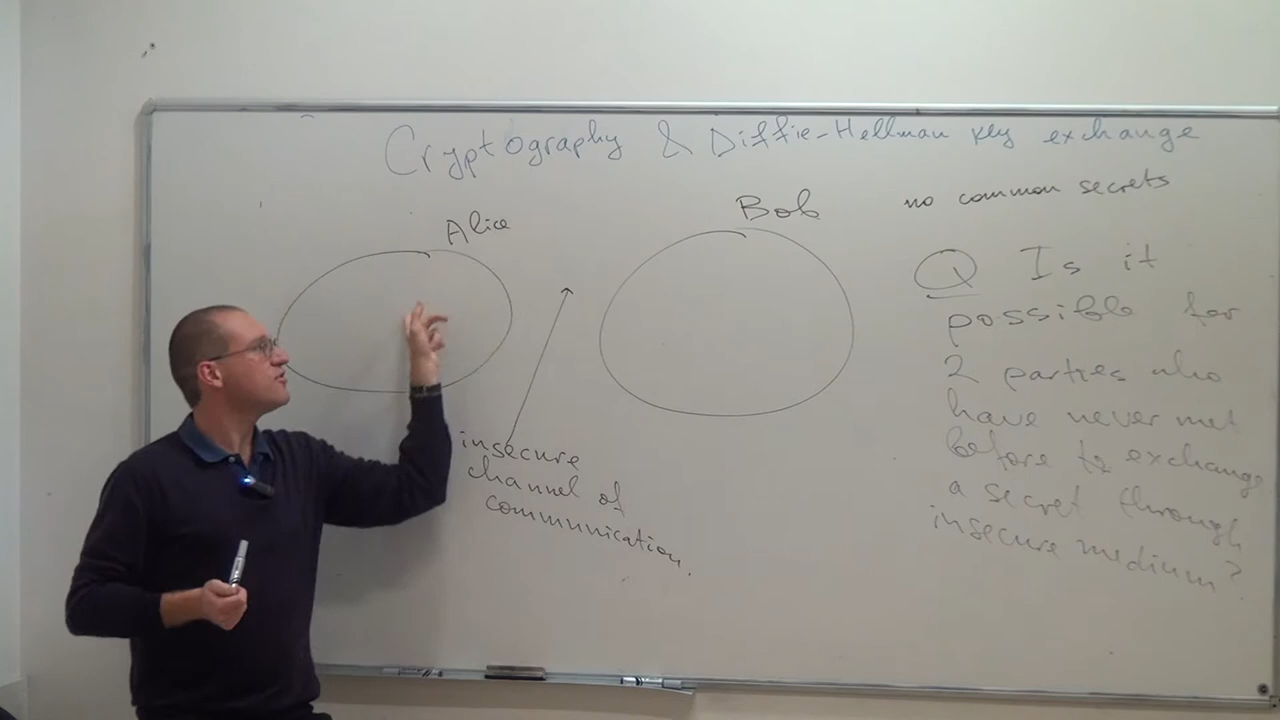 Cryptography & Diffie-Hellman key exchange
Alice
Bob
no common secrets
Q Is it
possible for
2 parties who
have never met
before to exchange
a secret through
insecure medium?
insecure
channel of
communication.